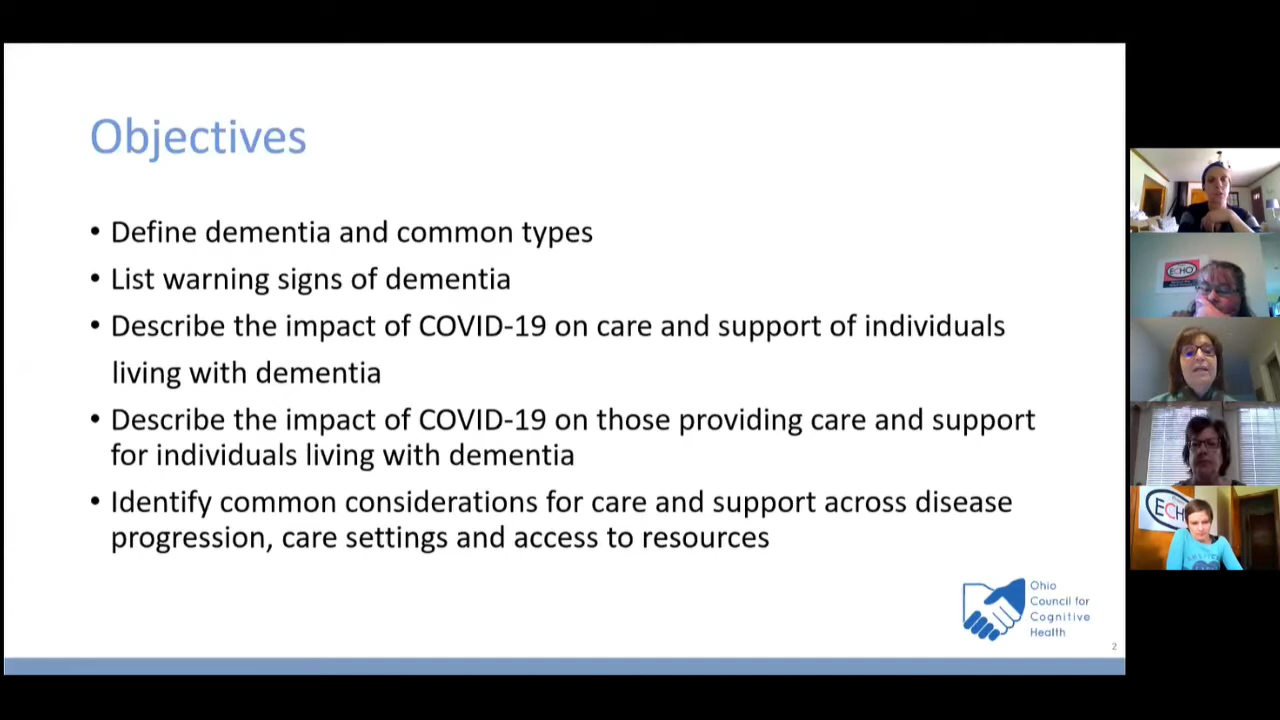 Objectives
• Define dementia and common types
• List warning signs of dementia
• Describe the impact of COVID-19 on care and support of individuals
living with dementia
• Describe the impact of COVID-19 on those providing care and support
for individuals living with dementia
• Identify common considerations for care and support across disease
progression, care settings and access to resources
Ohio
Council for
Cognitive
Health
2
ECHO
ECH